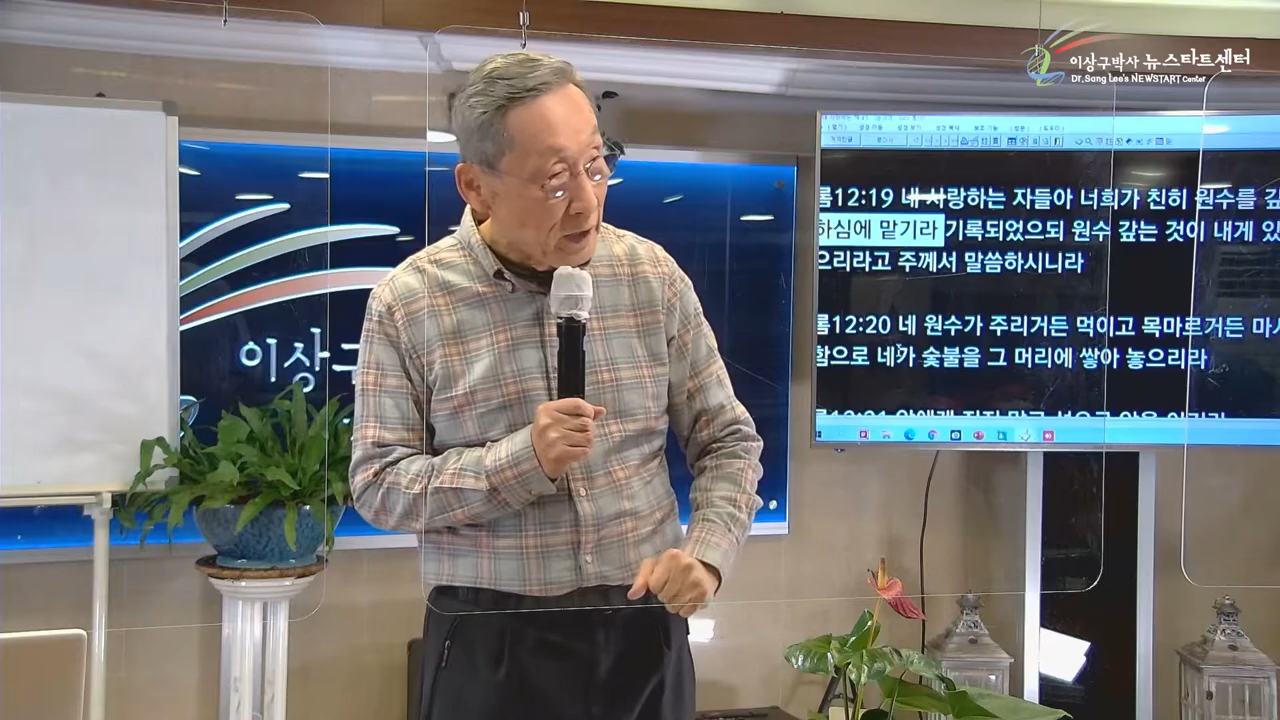 이상구박사 뉴스타트센터
Dr. Sang Lee's NEWSTART Center
롬12:19 내 사랑하는 자들아 너희가 친히 원수를 갚
하심에 맡기라 기록되었으되 원수 갚는 것이 내게 있
으리라고 주께서 말씀하시니라
롬12:20 네 원수가 주리거든 먹이고 목마르거든 마시
함으로 네가 숯불을 그 머리에 쌓아 놓으리라
이상구